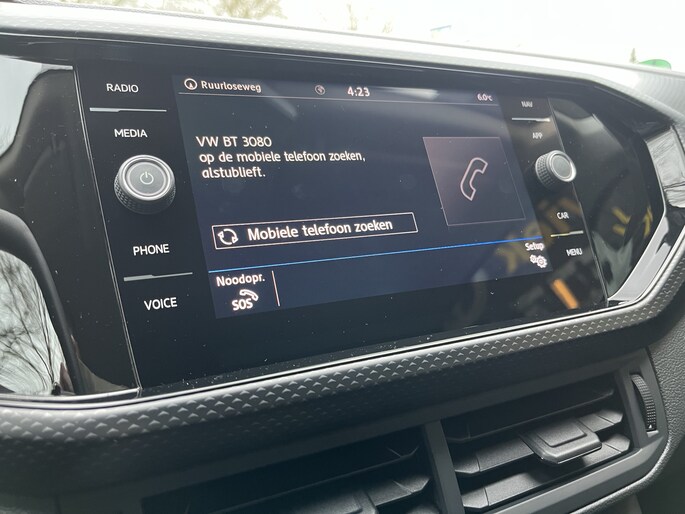 RADIO
MEDIA
PHONE
VOICE
Ruurloseweg
4:23
6.0°C
VW BT 3080
op de mobiele telefoon zoeken,
alstublieft.
Mobiele telefoon zoeken
Noodopr.
SOS
Setup
NAV
APP
CAR
MENU